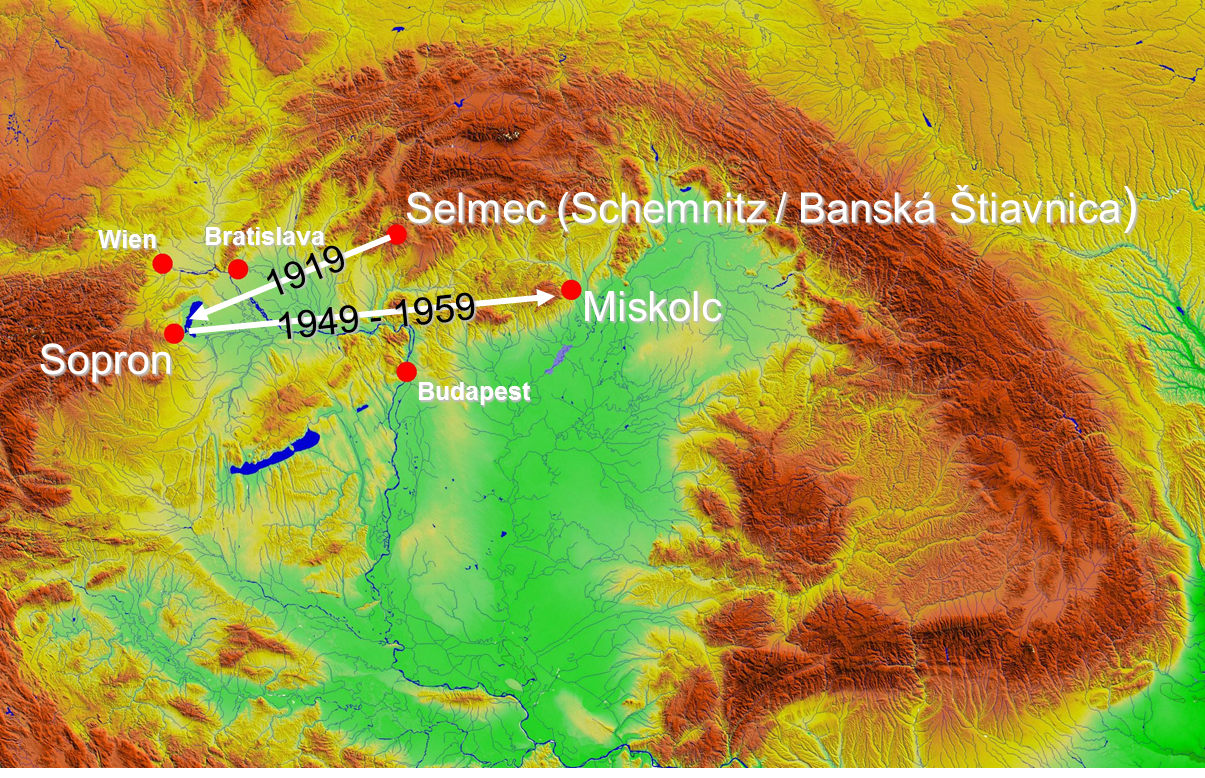 Selmec (Schemnitz / Banská Štiavnica)
Wien
Bratislava
1919
1949 - 1959
Miskolc
Sopron
Budapest